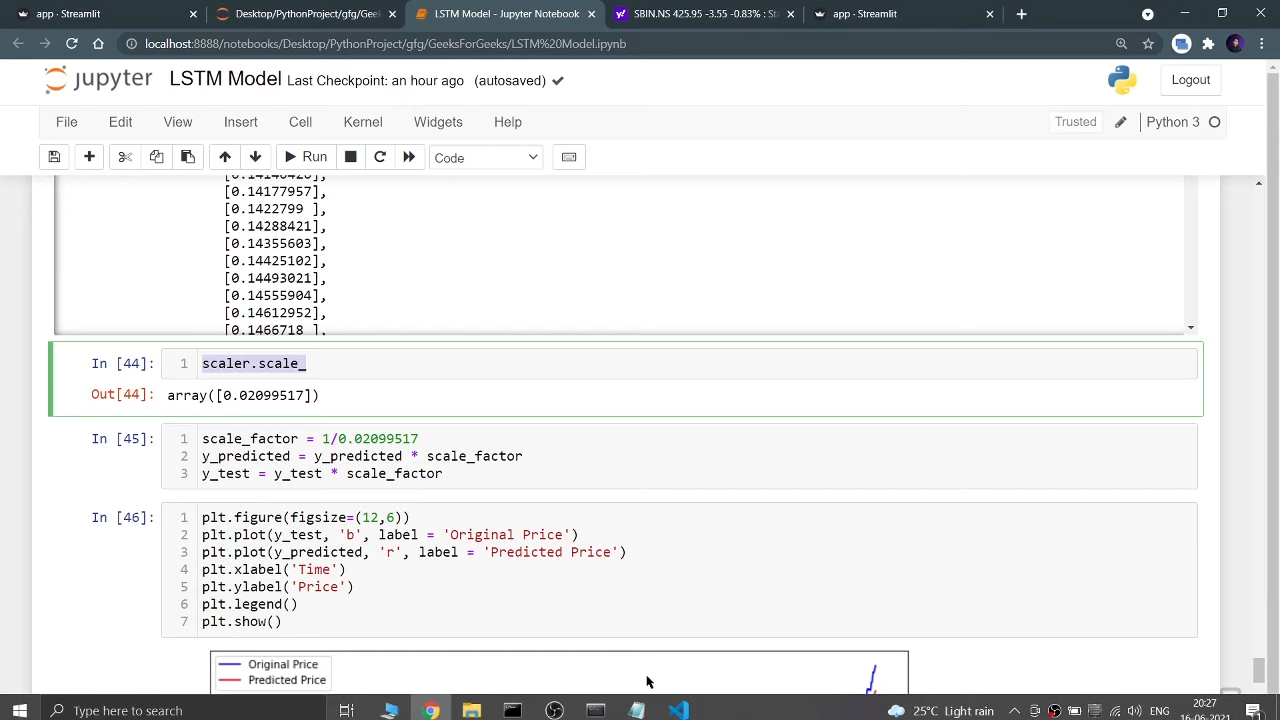 app · Streamlit
Desktop/PythonProject/gfg/Geek
LSTM Model - Jupyter Notebook
SBIN.NS 425.95 -3.55 -0.83% : St
app · Streamlit
localhost:8888/notebooks/Desktop/PythonProject/gfg/GeeksForGeeks/LSTM%20Model.ipynb
jupyter LSTM Model Last Checkpoint: an hour ago (autosaved)
Logout
File Edit View Insert Cell Kernel Widgets Help
Trusted Python 3
Run Code
[0.14177957],
[0.1422799 ],
[0.14288421],
[0.14355603],
[0.14425102],
[0.14493021],
[0.14555904],
[0.14612952],
[0.1466718 ],
In [44]: 1 scaler.scale_
Out[44]: array([0.02099517])
In [45]: 1 scale_factor = 1/0.02099517
2 y_predicted = y_predicted * scale_factor
3 y_test = y_test * scale_factor
In [46]: 1 plt.figure(figsize=(12,6))
2 plt.plot(y_test, 'b', label = 'Original Price')
3 plt.plot(y_predicted, 'r', label = 'Predicted Price')
4 plt.xlabel('Time')
5 plt.ylabel('Price')
6 plt.legend()
7 plt.show()
Original Price
Predicted Price
Type here to search
25°C Light rain
20:27
16-06-2021